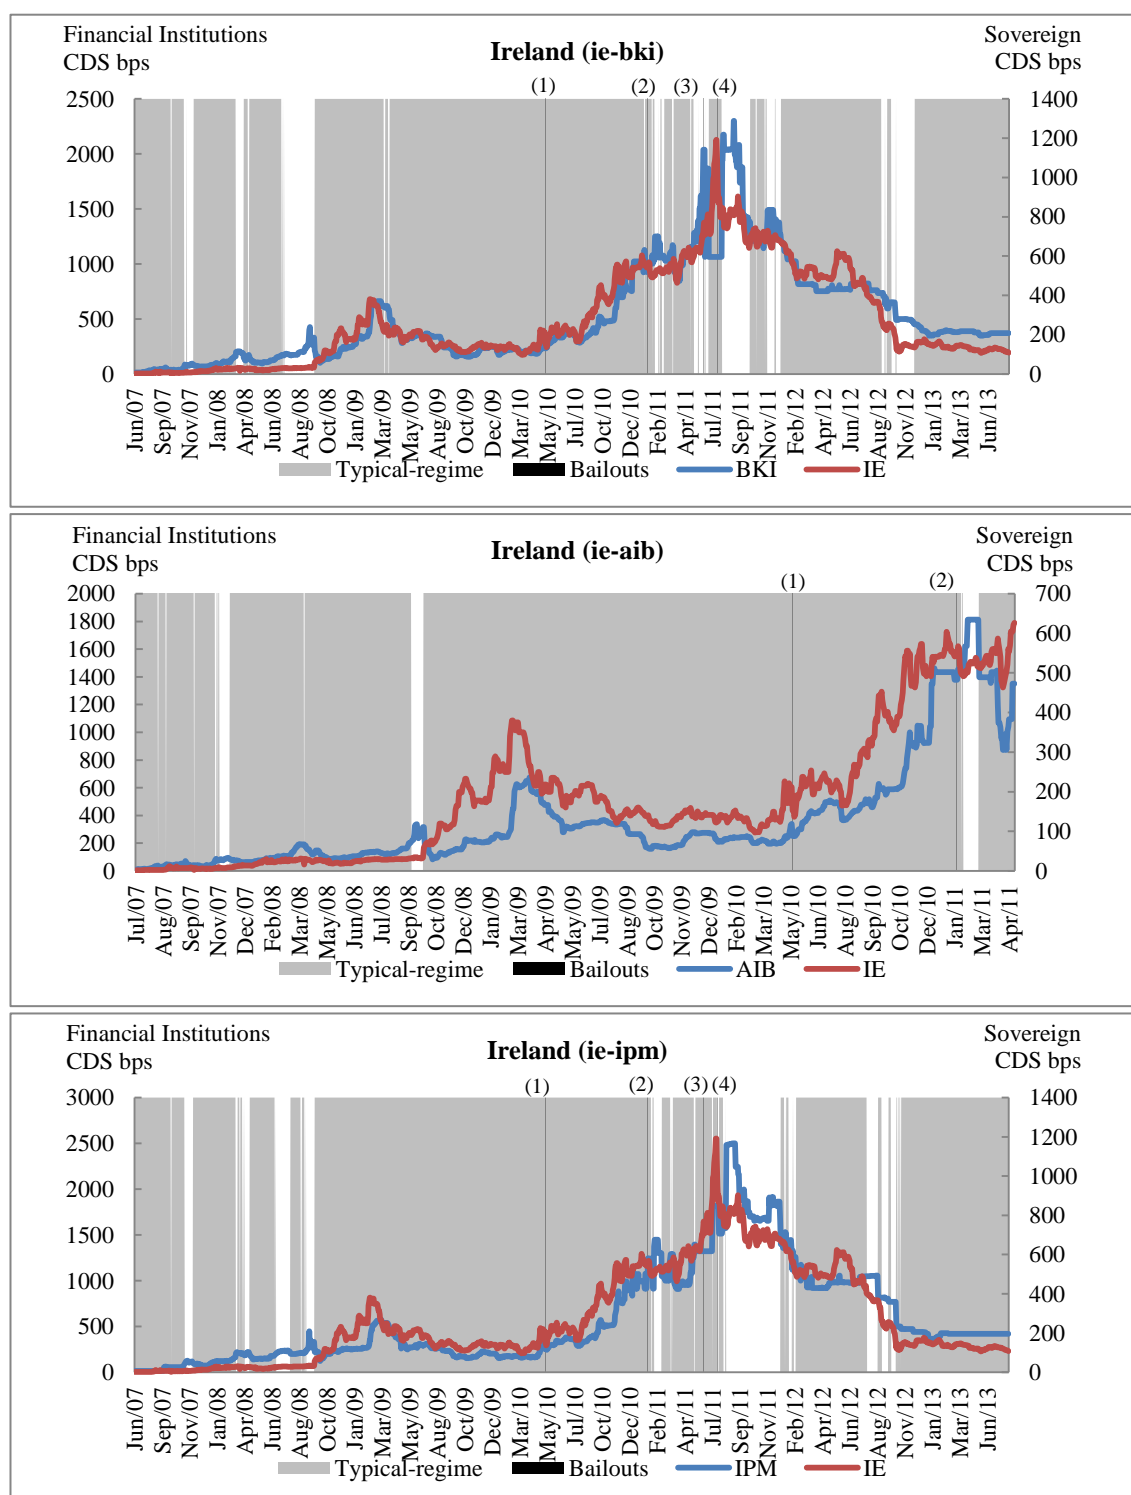 Financial Institutions
CDS bps
Ireland (ie-bki)
Sovereign
CDS bps
(1) (2) (3) (4)
2500 1400
2000 1200
1500 1000
1000 800
500 600
0 400
200
0
Jun/07 Sep/07 Nov/07 Jan/08 Apr/08 Jun/08 Aug/08 Oct/08 Jan/09 Mar/09 May/09 Aug/09 Oct/09 Dec/09 Mar/10 May/10 Jul/10 Oct/10 Dec/10 Feb/11 Apr/11 Jul/11 Sep/11 Nov/11 Feb/12 Apr/12 Jun/12 Aug/12 Nov/12 Jan/13 Mar/13 Jun/13
Typical-regime Bailouts BKI IE
Financial Institutions
CDS bps
Ireland (ie-aib)
Sovereign
CDS bps
(1) (2)
2000 700
1800 600
1600 500
1400 400
1200 300
1000 200
800 100
600 0
400
200
0
Jul/07 Aug/07 Sep/07 Nov/07 Dec/07 Feb/08 Mar/08 May/08 Jun/08 Jul/08 Sep/08 Oct/08 Dec/08 Jan/09 Mar/09 Apr/09 May/09 Jul/09 Aug/09 Oct/09 Nov/09 Dec/09 Feb/10 Mar/10 May/10 Jun/10 Aug/10 Sep/10 Oct/10 Dec/10 Jan/11 Mar/11 Apr/11
Typical-regime Bailouts AIB IE
Financial Institutions
CDS bps
Ireland (ie-ipm)
Sovereign
CDS bps
(1) (2) (3) (4)
3000 1400
2500 1200
2000 1000
1500 800
1000 600
500 400
0 200
0
Jun/07 Sep/07 Nov/07 Jan/08 Apr/08 Jun/08 Aug/08 Oct/08 Jan/09 Mar/09 May/09 Aug/09 Oct/09 Dec/09 Mar/10 May/10 Jul/10 Oct/10 Dec/10 Feb/11 Apr/11 Jul/11 Sep/11 Nov/11 Feb/12 Apr/12 Jun/12 Aug/12 Nov/12 Jan/13 Mar/13 Jun/13
Typical-regime Bailouts IPM IE